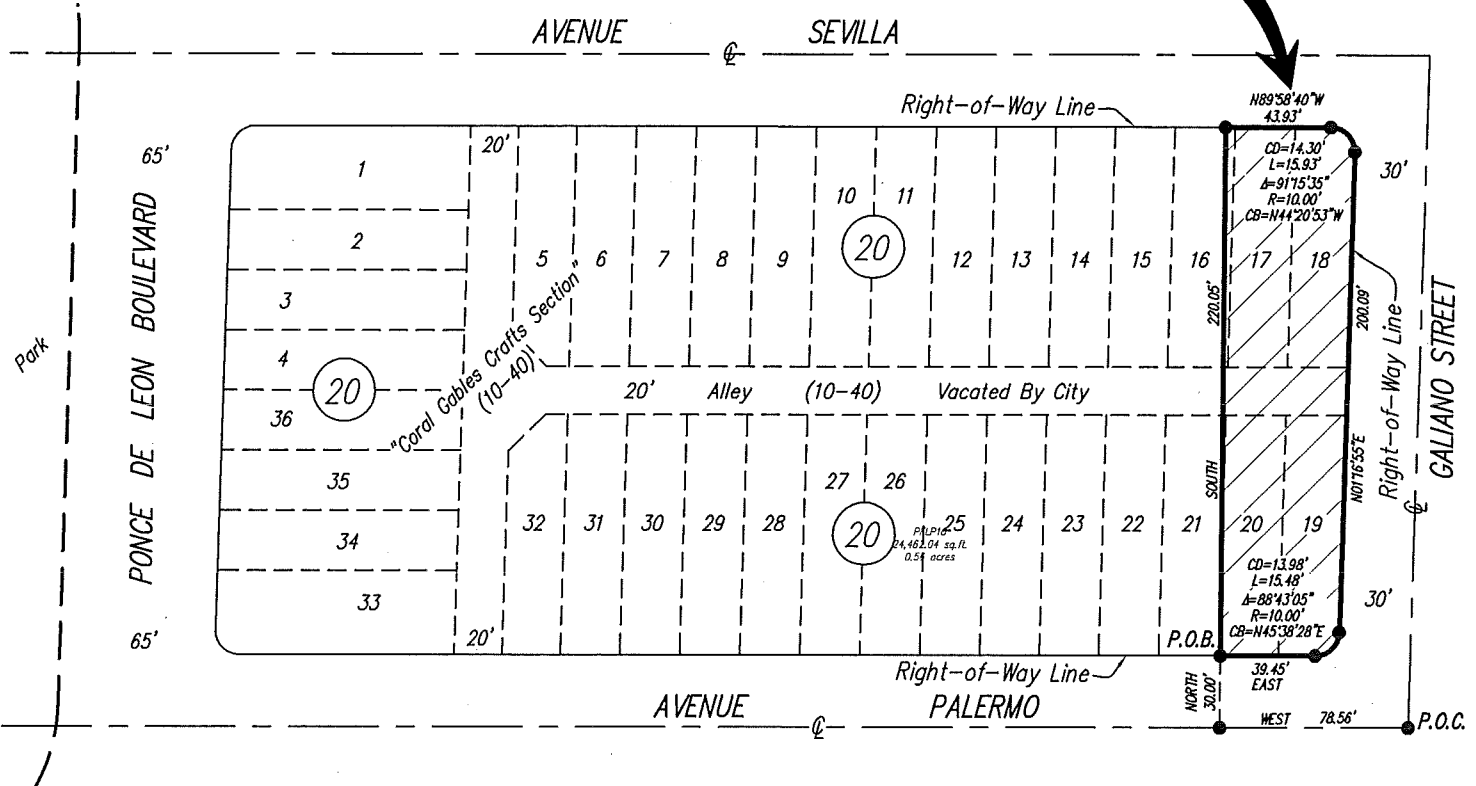 AVENUE SEVILLA
℄
Right-of-Way Line
N89°58'40"W
43.93'
65'
20'
CD=14.30'
L=15.93'
Δ=91°15'35"
R=10.00'
CB=N44°20'53"W
30'
1
2
3
4
36
35
34
33
20
5
6
7
8
9
10
11
20
12
13
14
15
16
17
18
220.05'
200.09'
Right-of-Way Line
GALIANO STREET
℄
Park
PONCE DE LEON BOULEVARD
"Coral Gables Crafts Section"
(10-40)
20' Alley (10-40) Vacated By City
SOUTH
N01°16'55"E
32
31
30
29
28
27
26
20
24,462.04 sq.ft.
acres
25
24
23
22
21
20
19
CD=13.98'
L=15.48'
Δ=88°43'05"
R=10.00'
CB=N45°38'28"E
30'
65'
20'
P.O.B.
Right-of-Way Line
39.45'
EAST
NORTH
30.00'
AVENUE PALERMO
℄
WEST 78.56'
P.O.C.